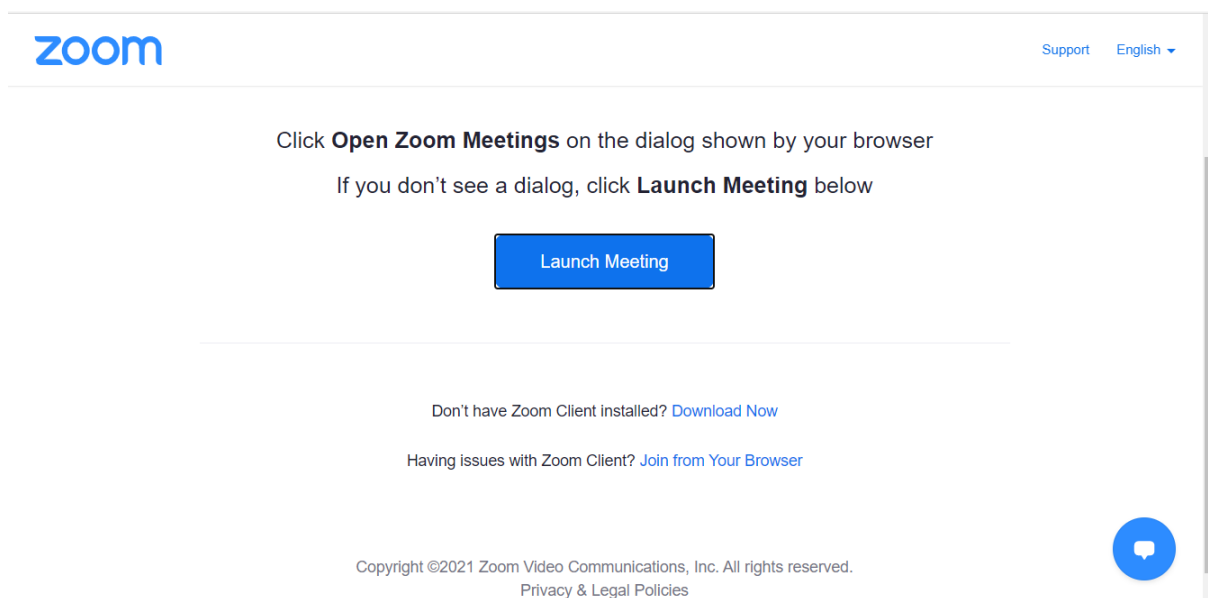 zoom
Support English
Click Open Zoom Meetings on the dialog shown by your browser
If you don’t see a dialog, click Launch Meeting below
Launch Meeting
Don’t have Zoom Client installed? Download Now
Having issues with Zoom Client? Join from Your Browser
Copyright ©2021 Zoom Video Communications, Inc. All rights reserved.
Privacy & Legal Policies